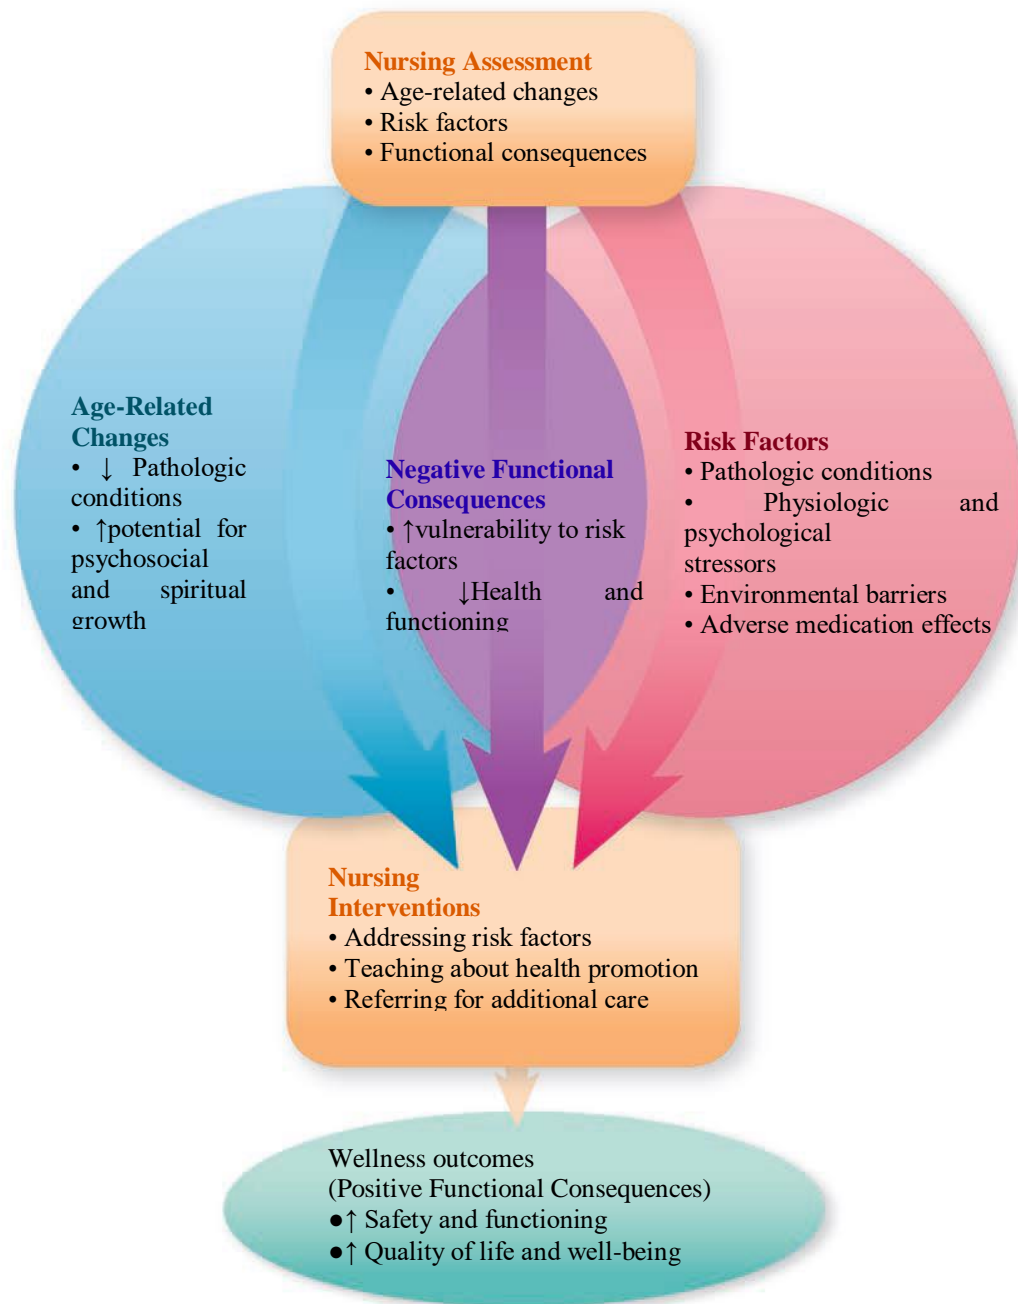 Nursing Assessment
• Age-related changes
• Risk factors
• Functional consequences
Age-Related
Changes
• ↓ Pathologic
conditions
• ↑potential for
psychosocial
and spiritual
growth
Negative Functional
Consequences
• ↑vulnerability to risk
factors
• ↓Health and
functioning
Risk Factors
• Pathologic conditions
• Physiologic and
psychological
stressors
• Environmental barriers
• Adverse medication effects
Nursing
Interventions
• Addressing risk factors
• Teaching about health promotion
• Referring for additional care
Wellness outcomes
(Positive Functional Consequences)
●↑ Safety and functioning
●↑ Quality of life and well-being